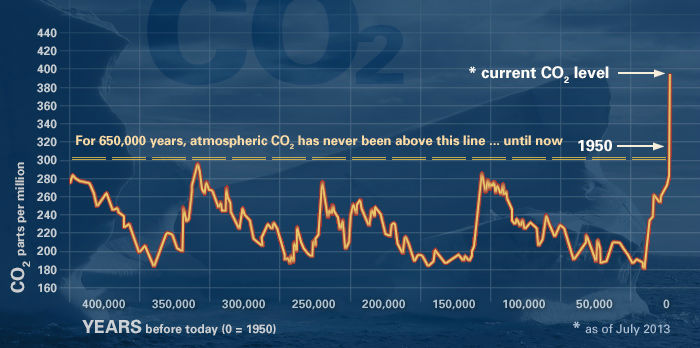 CO2
440
420
400
* current CO2 level
380
360
340
320
For 650,000 years, atmospheric CO2 has never been above this line ... until now
1950
300
280
260
240
220
200
180
160
CO2 parts per million
400,000 350,000 300,000 250,000 200,000 150,000 100,000 50,000 0
YEARS before today (0 = 1950)
* as of July 2013